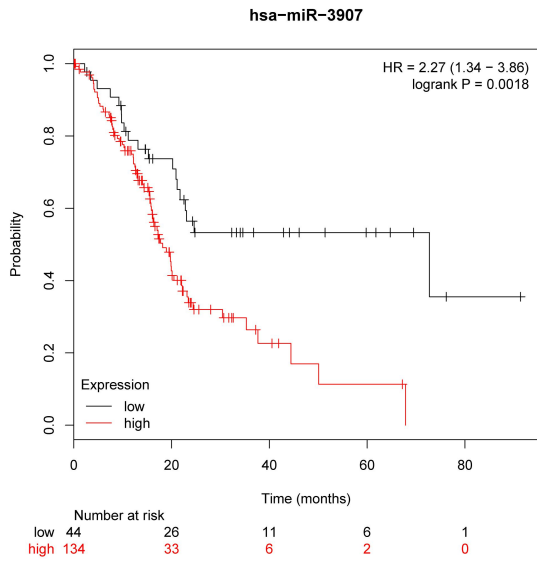 hsa−miR−3907
HR = 2.27 (1.34 − 3.86)
logrank P = 0.0018
Probability
1.0
0.8
0.6
0.4
0.2
0.0
Expression
low
high
0 20 40 60 80
Time (months)
Number at risk
low 44 26 11 6 1
high 134 33 6 2 0